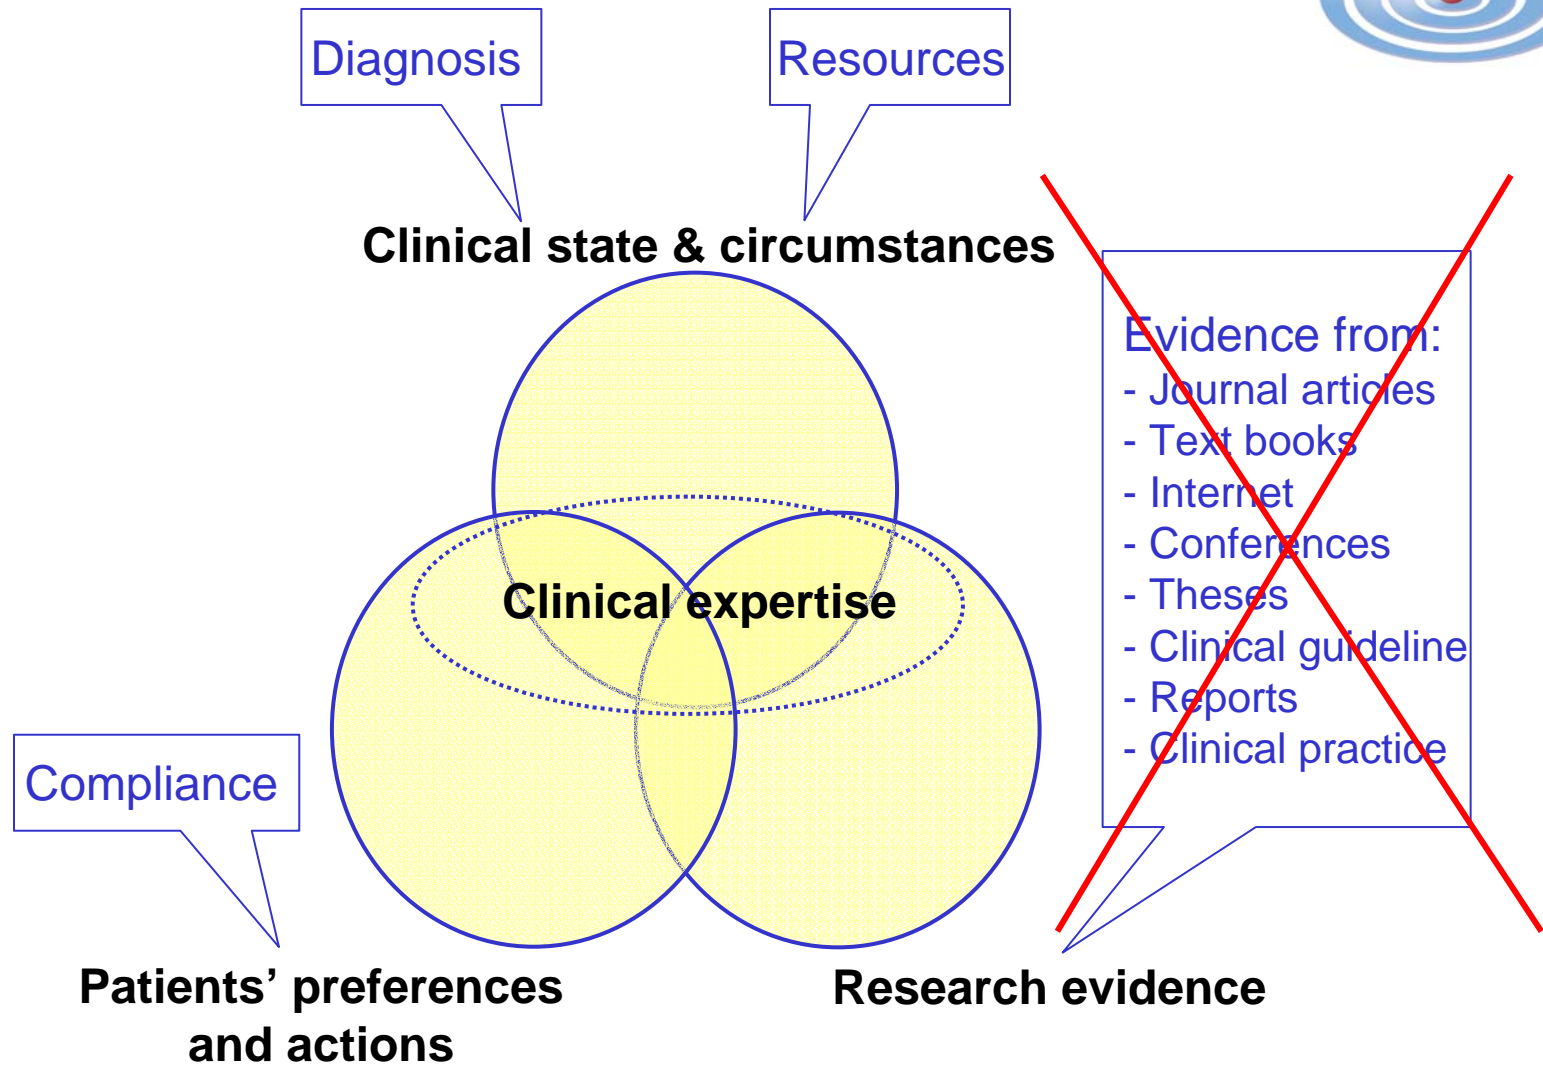 Diagnosis
Resources
Clinical state & circumstances
Evidence from:
- Journal articles
- Text books
- Internet
- Conferences
- Theses
- Clinical guideline
- Reports
- Clinical practice
Clinical expertise
Compliance
Patients’ preferences
and actions
Research evidence